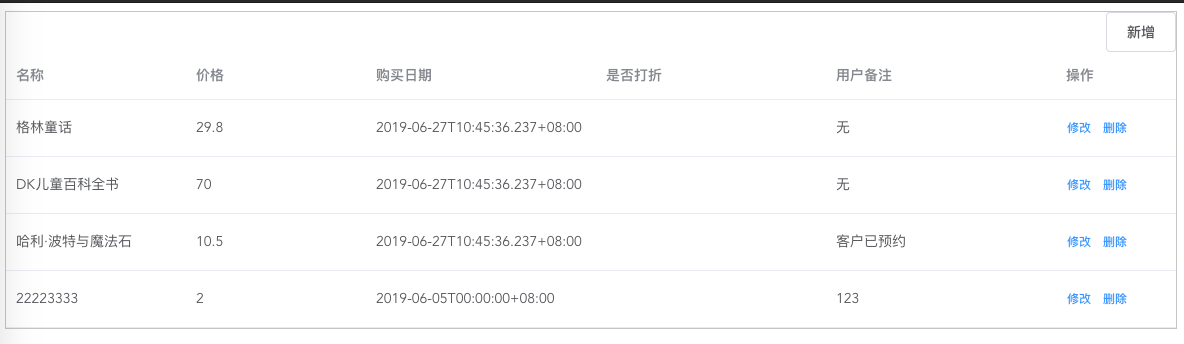 新增
名称 价格 购买日期 是否打折 用户备注 操作
格林童话 29.8 2019-06-27T10:45:36.237+08:00 无 修改 删除
DK儿童百科全书 70 2019-06-27T10:45:36.237+08:00 无 修改 删除
哈利·波特与魔法石 10.5 2019-06-27T10:45:36.237+08:00 客户已预约 修改 删除
22223333 2 2019-06-05T00:00:00+08:00 123 修改 删除